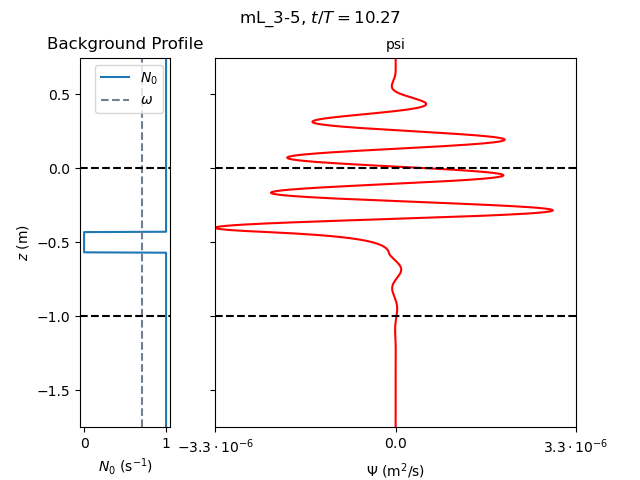 mL_3-5, t/T = 10.27
Background Profile
psi
N₀
ω
0.5
0.0
−0.5
−1.0
−1.5
z (m)
0
1
−3.3 · 10⁻⁶
0.0
3.3 · 10⁻⁶
N₀ (s⁻¹)
Ψ (m²/s)